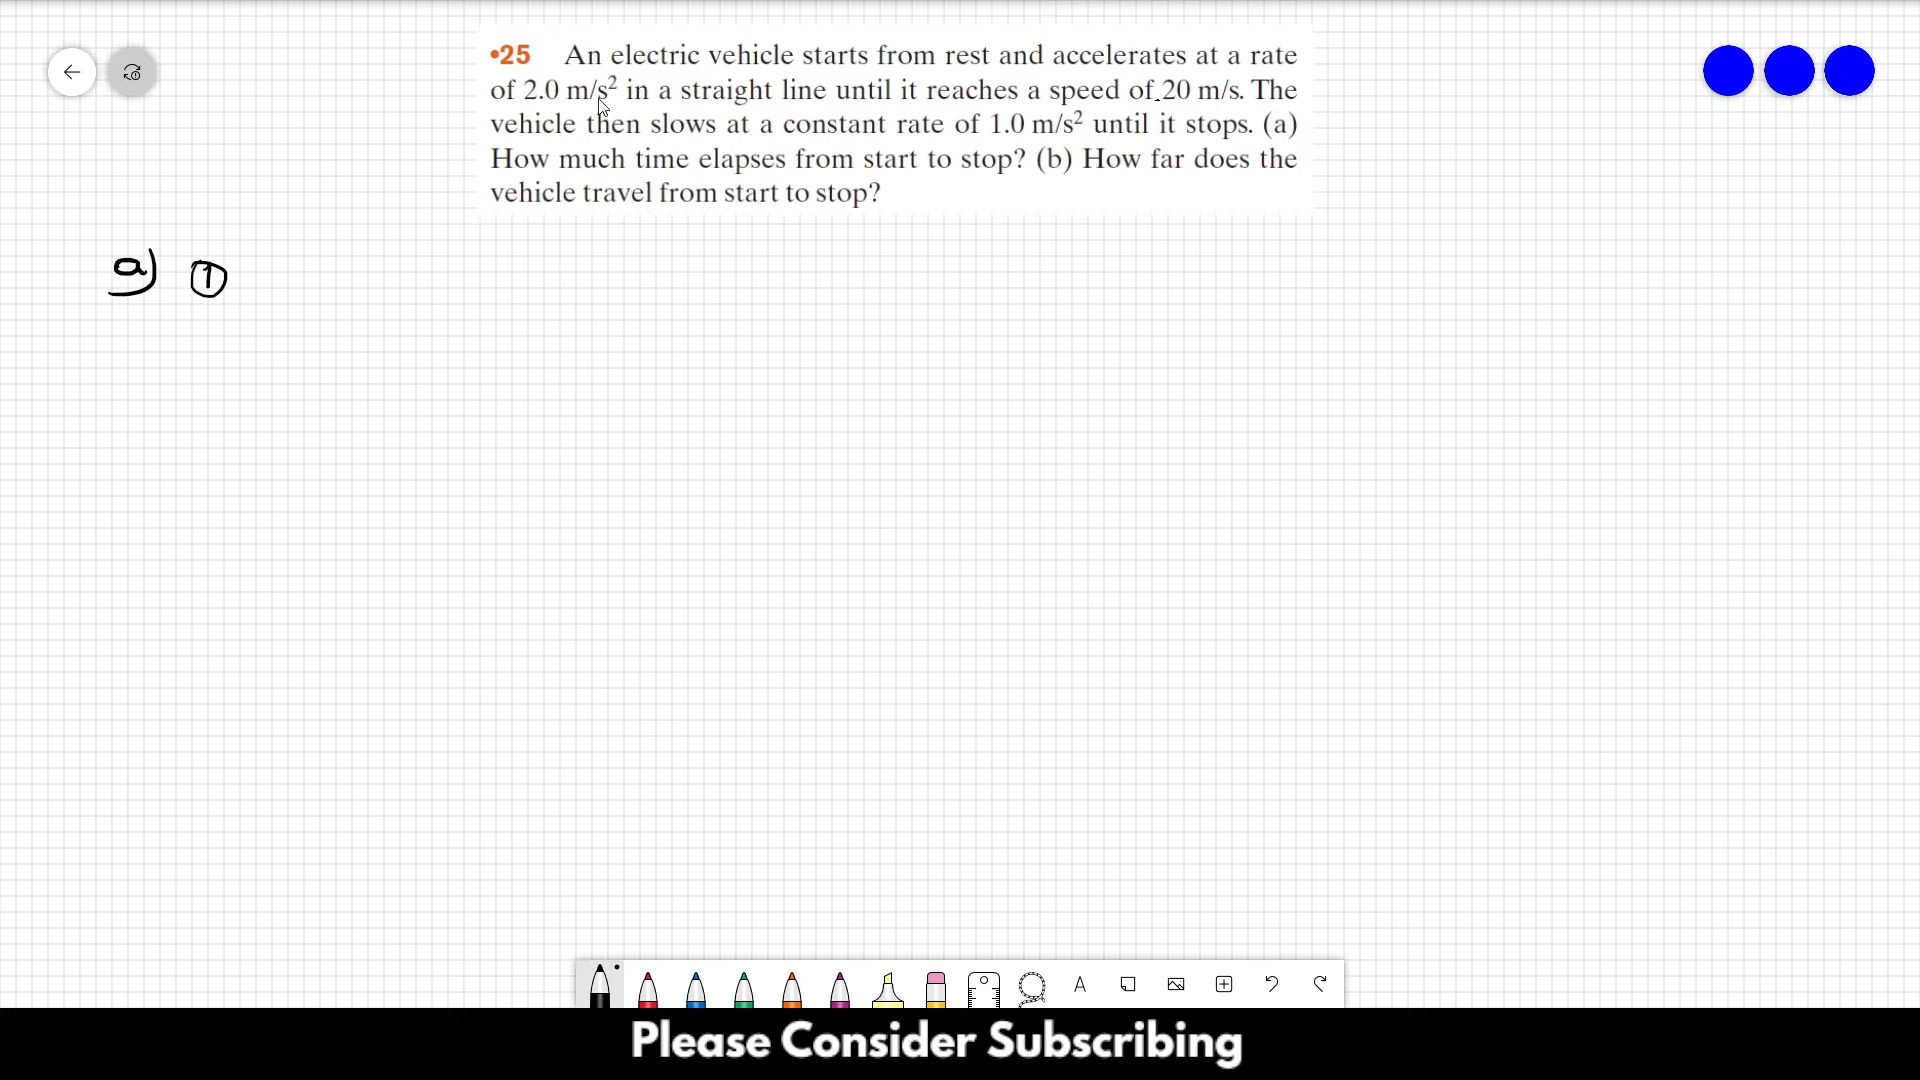 •25 An electric vehicle starts from rest and accelerates at a rate
of 2.0 m/s² in a straight line until it reaches a speed of 20 m/s. The
vehicle then slows at a constant rate of 1.0 m/s² until it stops. (a)
How much time elapses from start to stop? (b) How far does the
vehicle travel from start to stop?
a) ①
A
Please Consider Subscribing